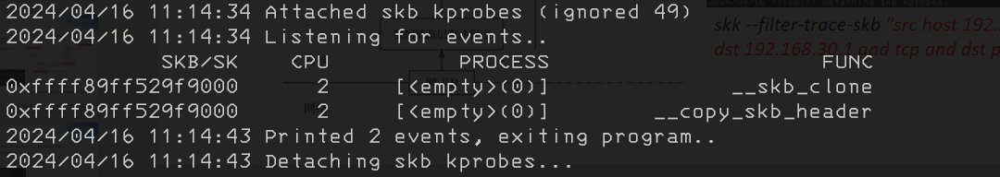 2024/04/16 11:14:34 Attached skb kprobes (ignored 49)
2024/04/16 11:14:34 Listening for events..
SKB/SK CPU PROCESS FUNC
0xffff89ff529f9000 2 [<empty>(0)] __skb_clone
0xffff89ff529f9000 2 [<empty>(0)] __copy_skb_header
2024/04/16 11:14:43 Printed 2 events, exiting program..
2024/04/16 11:14:43 Detaching skb kprobes...
skk --filter-trace-skb "src host 192.
dst 192.168.30.1 and tcp and dst p